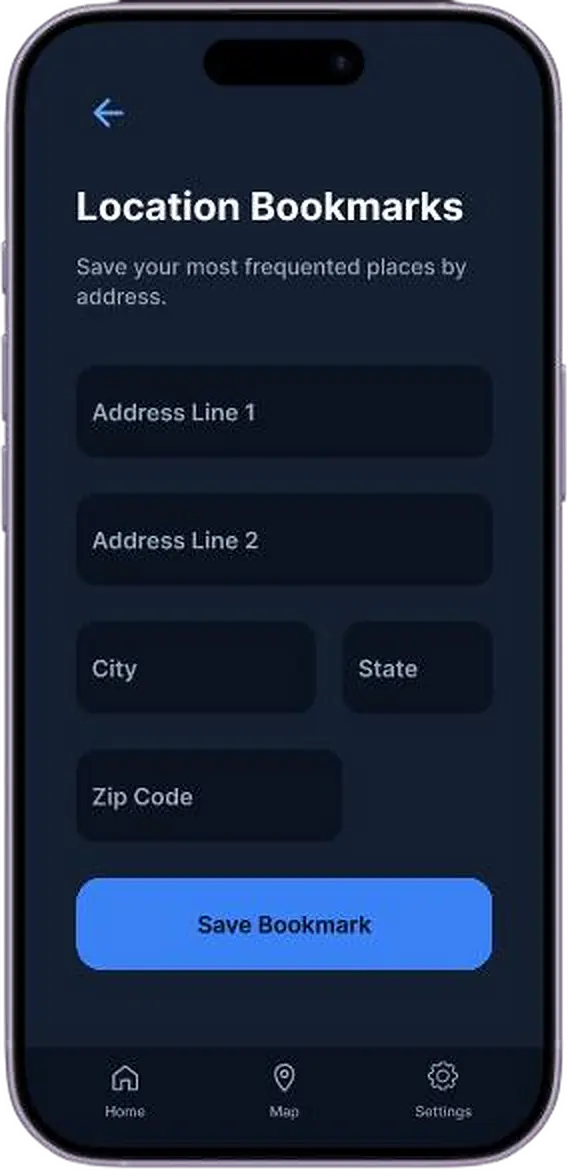 Location Bookmarks
Save your most frequented places by
address.
Address Line 1
Address Line 2
City
State
Zip Code
Save Bookmark
Home
Map
Settings